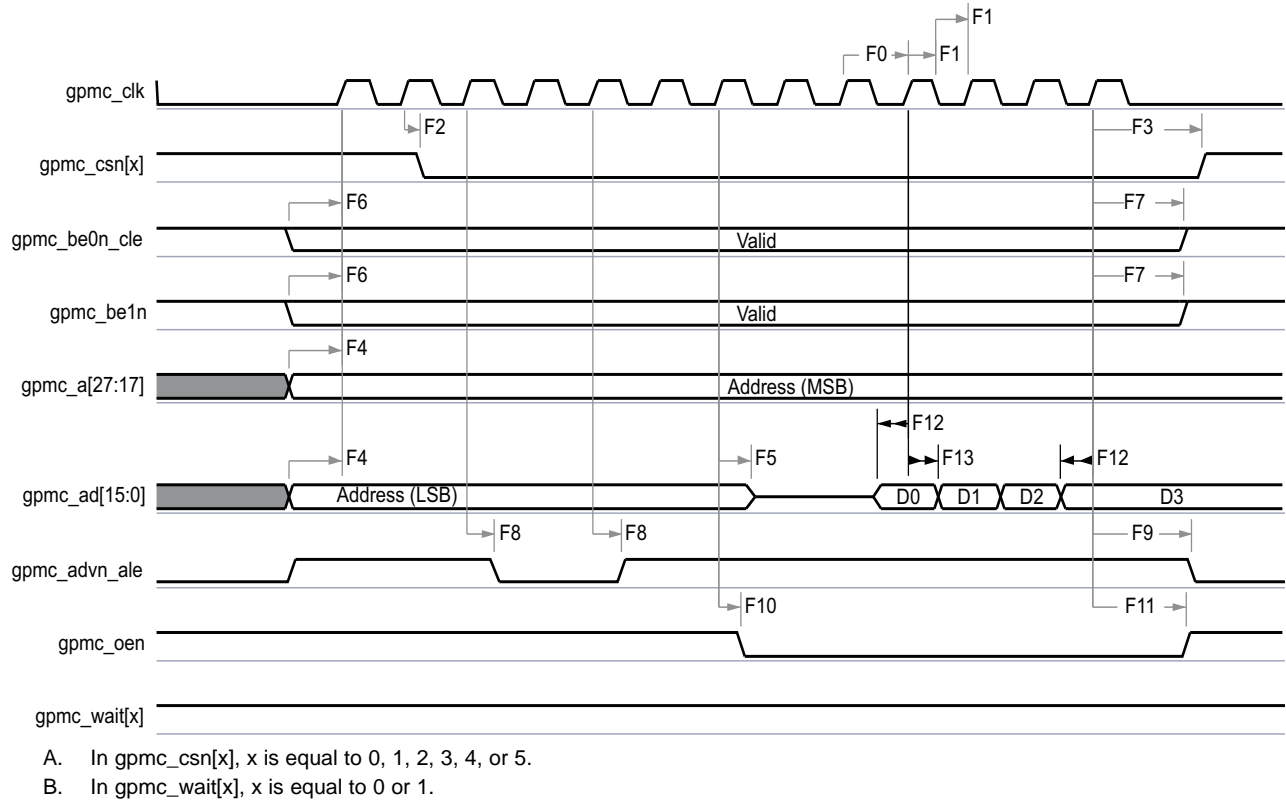 F1
F0 F1
gpmc_clk
F2 F3
gpmc_csn[x]
F6 F7
gpmc_be0n_cle
Valid
F6 F7
gpmc_be1n
Valid
F4
gpmc_a[27:17]
Address (MSB)
F12
F4 F5 F13 F12
gpmc_ad[15:0]
Address (LSB) D0 D1 D2 D3
F8 F8 F9
gpmc_advn_ale
F10 F11
gpmc_oen
gpmc_wait[x]
A. In gpmc_csn[x], x is equal to 0, 1, 2, 3, 4, or 5.
B. In gpmc_wait[x], x is equal to 0 or 1.